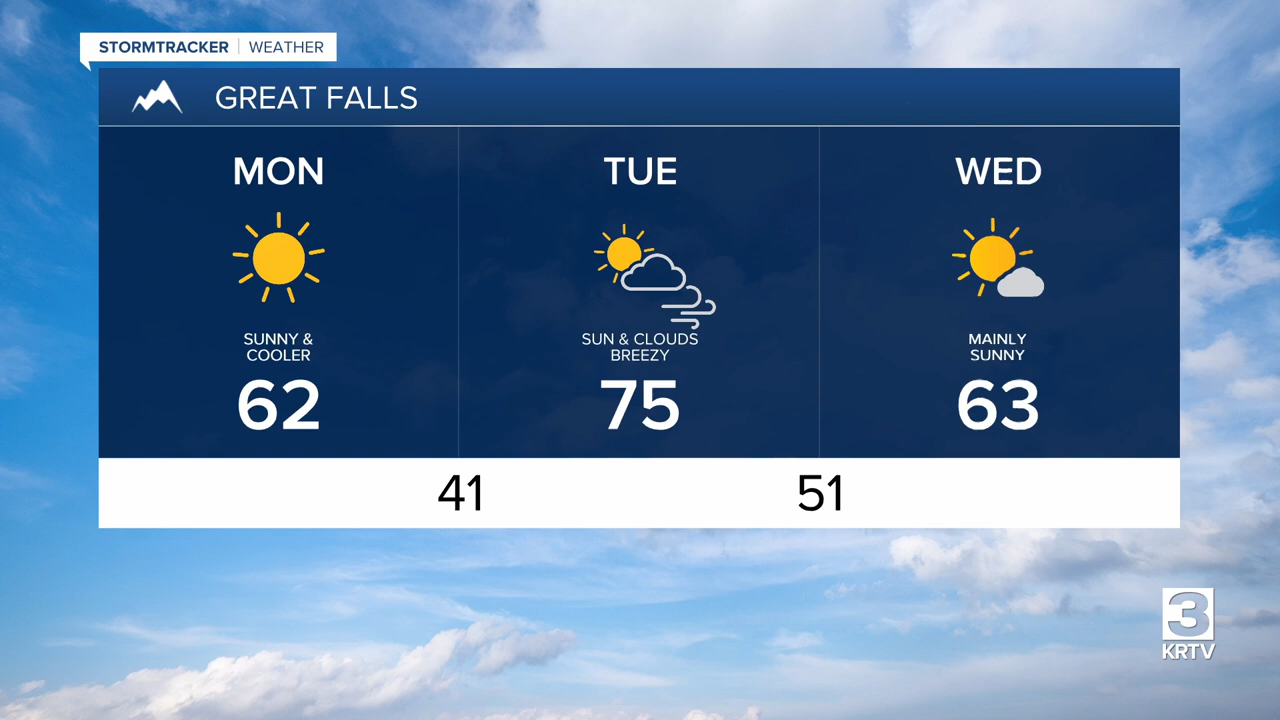 STORMTRACKER | WEATHER
GREAT FALLS
MON
SUNNY &
COOLER
62
TUE
SUN & CLOUDS
BREEZY
75
WED
MAINLY
SUNNY
63
41
51
3
KRTV